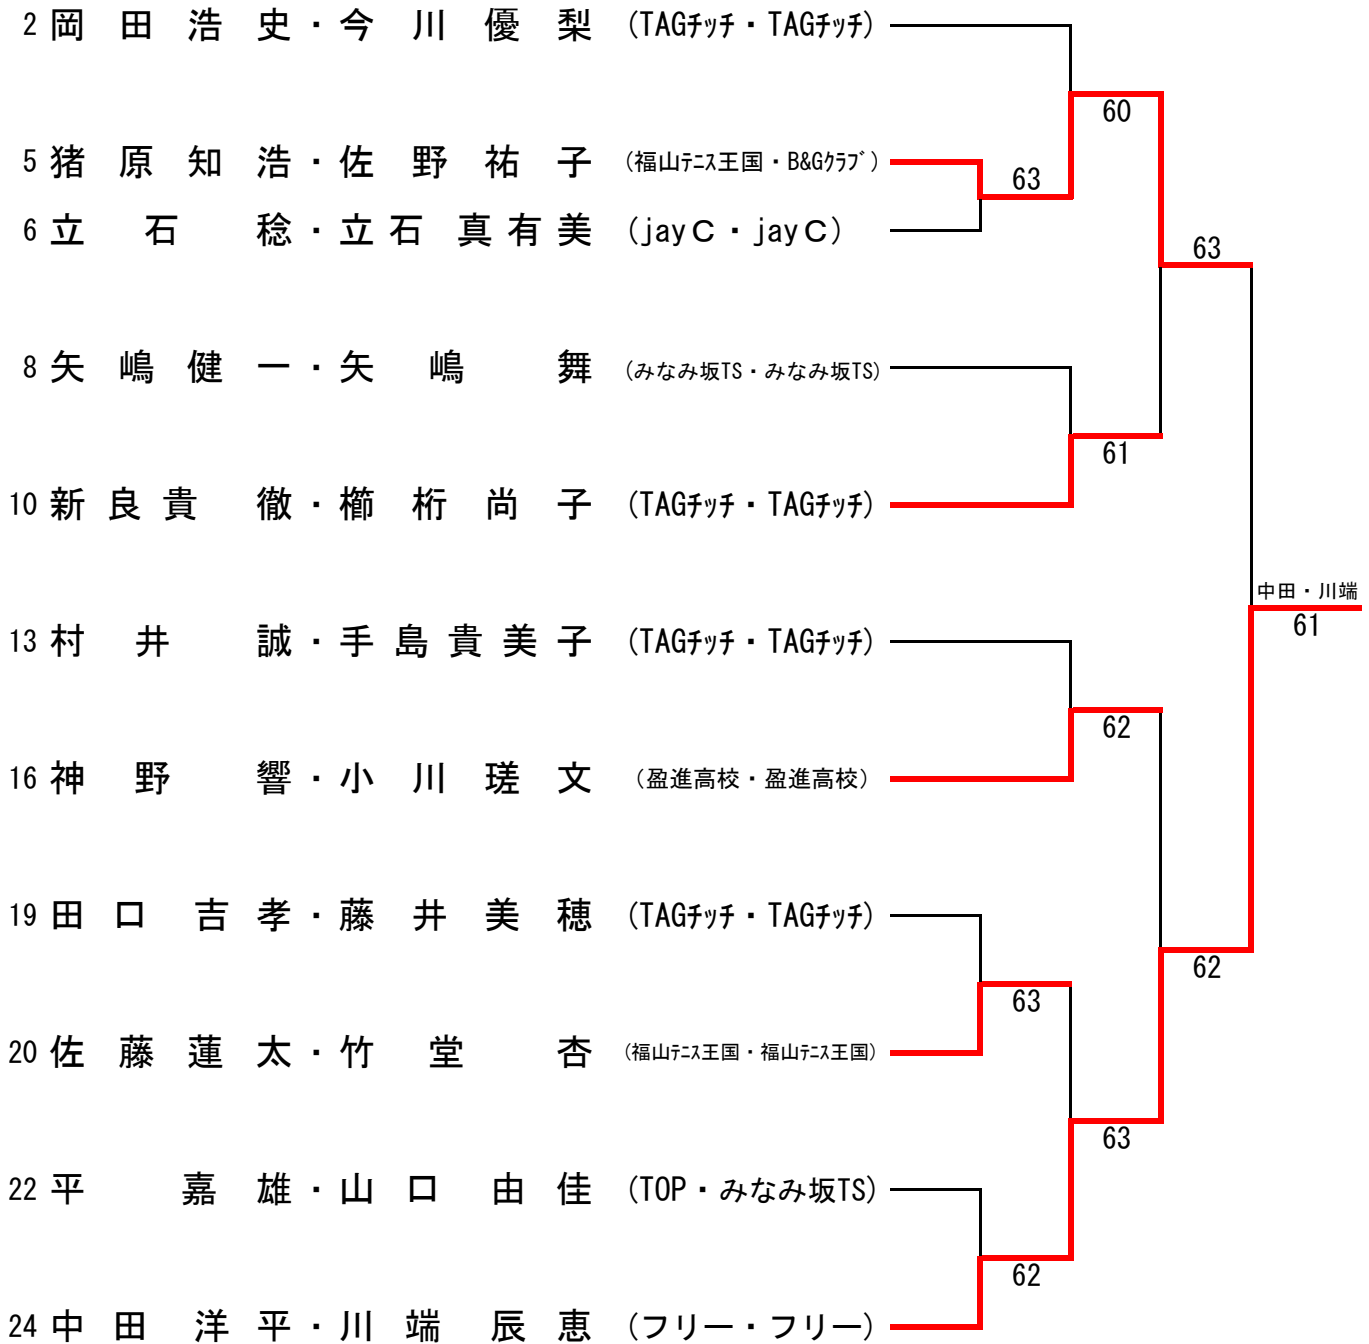 2 岡田浩史・今川優梨 (TAGﾁｯﾁ・TAGﾁｯﾁ)
60
5 猪原知浩・佐野祐子 (福山ﾃﾆｽ王国・B&Gｸﾗﾌﾞ)
63
6 立石稔・立石真有美 (jayＣ・jayＣ)
63
8 矢嶋健一・矢嶋舞 (みなみ坂TS・みなみ坂TS)
61
10 新良貴徹・櫛桁尚子 (TAGﾁｯﾁ・TAGﾁｯﾁ)
中田・川端
61
13 村井誠・手島貴美子 (TAGﾁｯﾁ・TAGﾁｯﾁ)
62
16 神野響・小川瑳文 (盈進高校・盈進高校)
19 田口吉孝・藤井美穂 (TAGﾁｯﾁ・TAGﾁｯﾁ)
62
63
20 佐藤蓮太・竹堂杏 (福山ﾃﾆｽ王国・福山ﾃﾆｽ王国)
63
22 平嘉雄・山口由佳 (TOP・みなみ坂TS)
62
24 中田洋平・川端辰恵 (フリー・フリー)